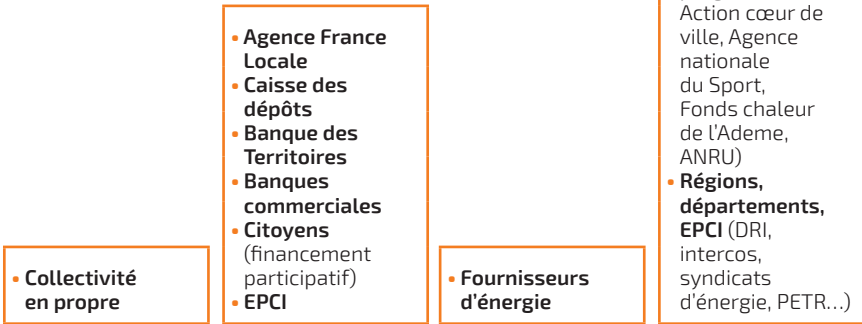 • Collectivité
en propre
• Agence France
Locale
• Caisse des
dépôts
• Banque des
Territoires
• Banques
commerciales
• Citoyens
(financement
participatif)
• EPCI
• Fournisseurs
d’énergie
Action cœur de
ville, Agence
nationale
du Sport,
Fonds chaleur
de l’Ademe,
ANRU)
• Régions,
départements,
EPCI (DRI,
intercos,
syndicats
d’énergie, PETR…)